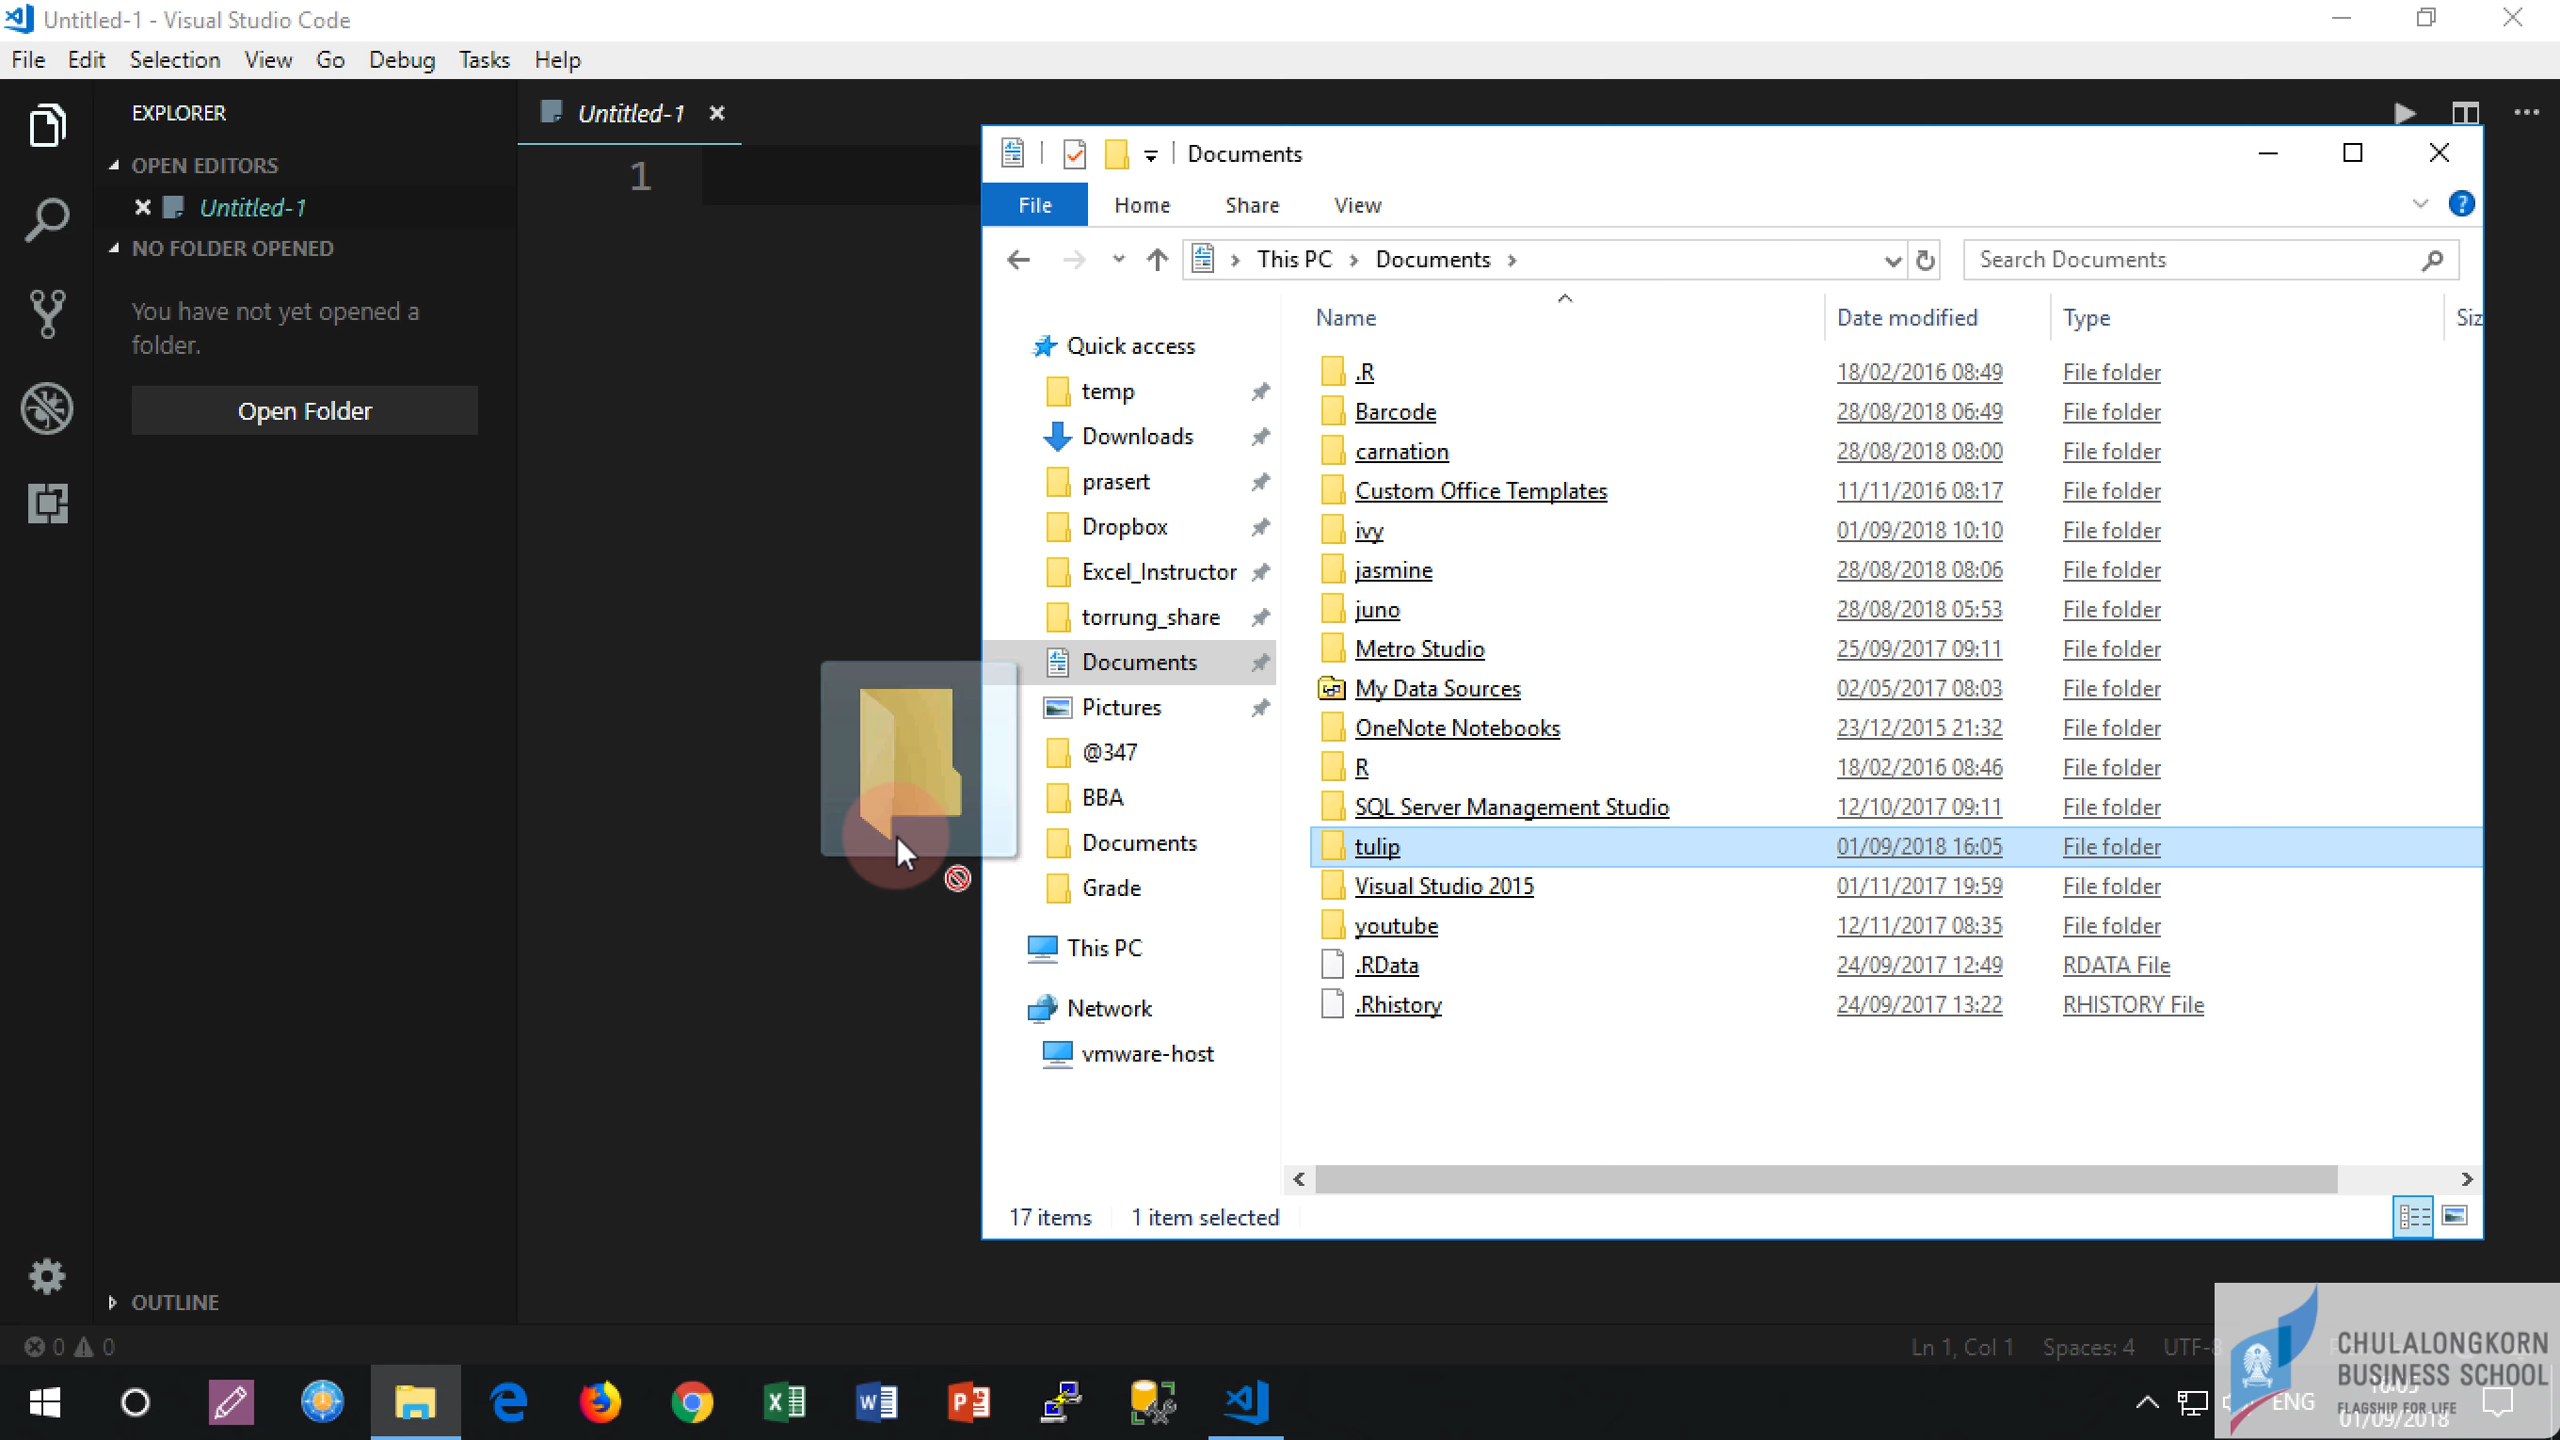 Untitled-1 - Visual Studio Code
File Edit Selection View Go Debug Tasks Help
EXPLORER
OPEN EDITORS
Untitled-1
NO FOLDER OPENED
You have not yet opened a
folder.
Open Folder
OUTLINE
Untitled-1
1
Documents
File Home Share View
This PC Documents
Search Documents
Quick access
temp
Downloads
prasert
Dropbox
Excel_Instructor
torrung_share
Documents
Pictures
@347
BBA
Documents
Grade
This PC
Network
vmware-host
Name Date modified Type Siz
.R 18/02/2016 08:49 File folder
Barcode 28/08/2018 06:49 File folder
carnation 28/08/2018 08:00 File folder
Custom Office Templates 11/11/2016 08:17 File folder
ivy 01/09/2018 10:10 File folder
jasmine 28/08/2018 08:06 File folder
juno 28/08/2018 05:53 File folder
Metro Studio 25/09/2017 09:11 File folder
My Data Sources 02/05/2017 08:03 File folder
OneNote Notebooks 23/12/2015 21:32 File folder
R 18/02/2016 08:46 File folder
SQL Server Management Studio 12/10/2017 09:11 File folder
tulip 01/09/2018 16:05 File folder
Visual Studio 2015 01/11/2017 19:59 File folder
youtube 12/11/2017 08:35 File folder
.RData 24/09/2017 12:49 RDATA File
.Rhistory 24/09/2017 13:22 RHISTORY File
17 items 1 item selected
0 0
Ln 1, Col 1 Spaces: 4 UTF-8
CHULALONGKORN
BUSINESS SCHOOL
FLAGSHIP FOR LIFE
ENG
16:05
01/09/2018